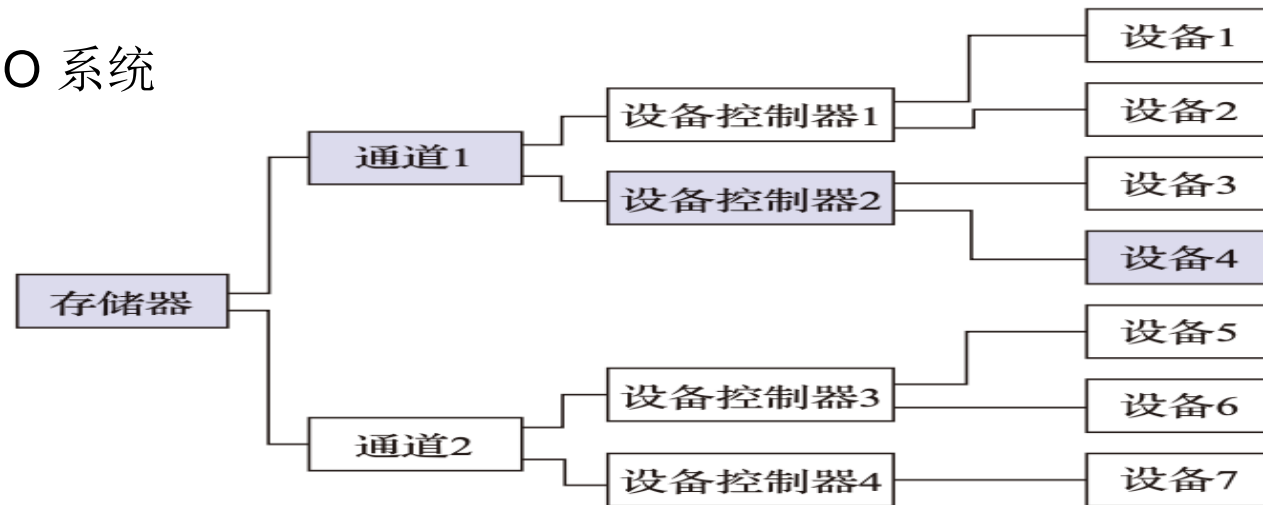 O 系统
存储器
通道1
通道2
设备控制器1
设备控制器2
设备控制器3
设备控制器4
设备1
设备2
设备3
设备4
设备5
设备6
设备7